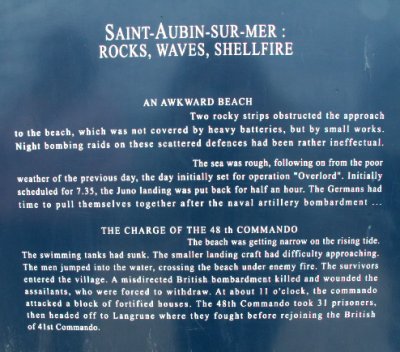 SAINT-AUBIN-SUR-MER :
ROCKS, WAVES, SHELLFIRE
AN AWKWARD BEACH
Two rocky strips obstructed the approach
to the beach, which was not covered by heavy batteries, but by small works.
Night bombing raids on these scattered defences had been rather ineffectual.
The sea was rough, following on from the poor
weather of the previous day, the day initially set for operation "Overlord". Initially
scheduled for 7.35, the Juno landing was put back for half an hour. The Germans had
time to pull themselves together after the naval artillery bombardment ...
THE CHARGE OF THE 48 th COMMANDO
The beach was getting narrow on the rising tide.
The swimming tanks had sunk. The smaller landing craft had difficulty approaching.
The men jumped into the water, crossing the beach under enemy fire. The survivors
entered the village. A misdirected British bombardment killed and wounded the
assailants, who were forced to withdraw. At about 11 o'clock, the commando
attacked a block of fortified houses. The 48th Commando took 31 prisoners,
then headed off to Langrune where they fought before rejoining the British
of 41st Commando.